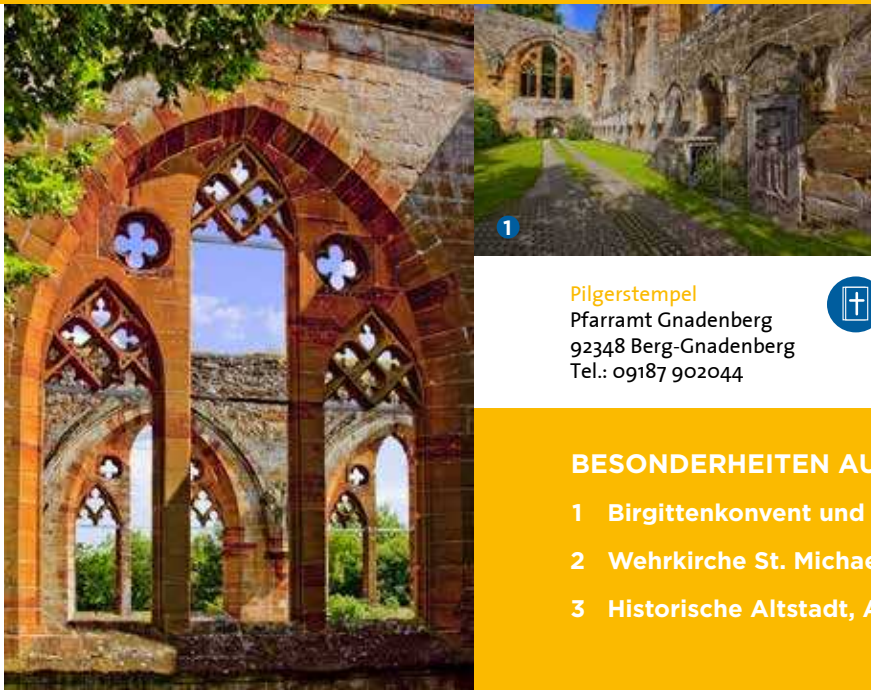 1
Pilgerstempel
Pfarramt Gnadenberg
92348 Berg-Gnadenberg
Tel.: 09187 902044
BESONDERHEITEN AU
1 Birgittenkonvent und
2 Wehrkirche St. Michae
3 Historische Altstadt, A